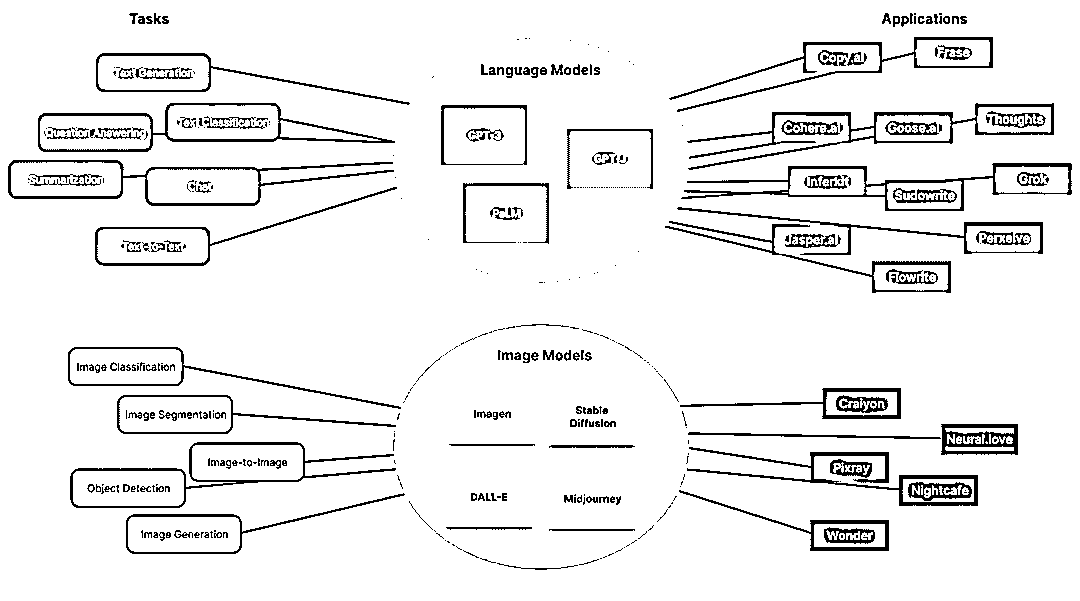 Tasks
Applications
Text Generation
Question Answering
Text Classification
Summarization
Chat
Text-to-Text
Language Models
GPT-3
GPT-J
PaLM
Copy.ai
Frase
Cohere.ai
Goose.ai
Thoughts
Inferkit
Sudowrite
Grok
Jasper.ai
Perxeive
Flowrite
Image Classification
Image Segmentation
Image-to-Image
Object Detection
Image Generation
Image Models
Imagen
Stable
Diffusion
DALL-E
Midjourney
Craiyon
Neural.love
Pixray
Nightcafe
Wonder